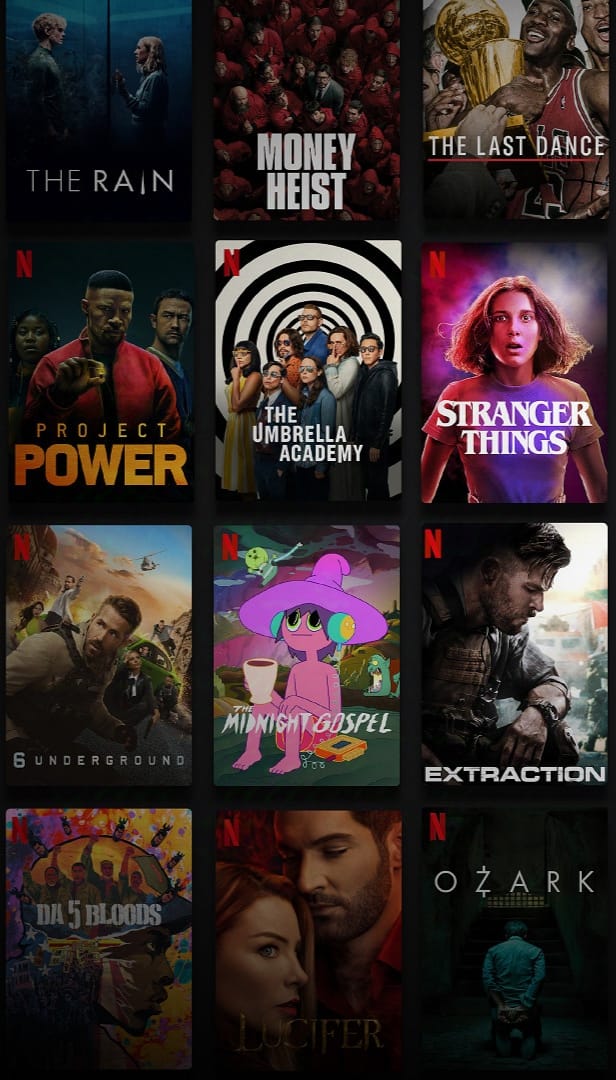 THE RAIN
MONEY
HEIST
THE LAST DANCE
N
PROJECT
POWER
N
THE
UMBRELLA
ACADEMY
N
STRANGER
THINGS
N
6 UNDERGROUND
N
THE
MIDNIGHT GOSPEL
N
EXTRACTION
N
DA 5 BLOODS
N
LUCIFER
N
OZARK